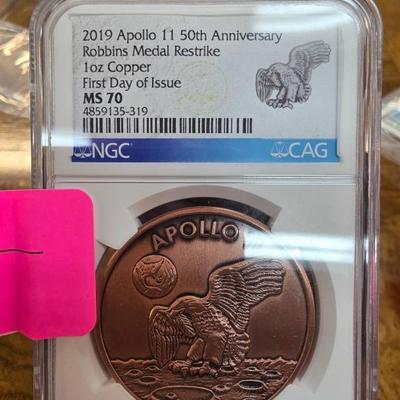 2019 Apollo 11 50th Anniversary
Robbins Medal Restrike
1oz Copper
First Day of Issue
MS 70
4859135-319
NGC
CAG
APOLLO